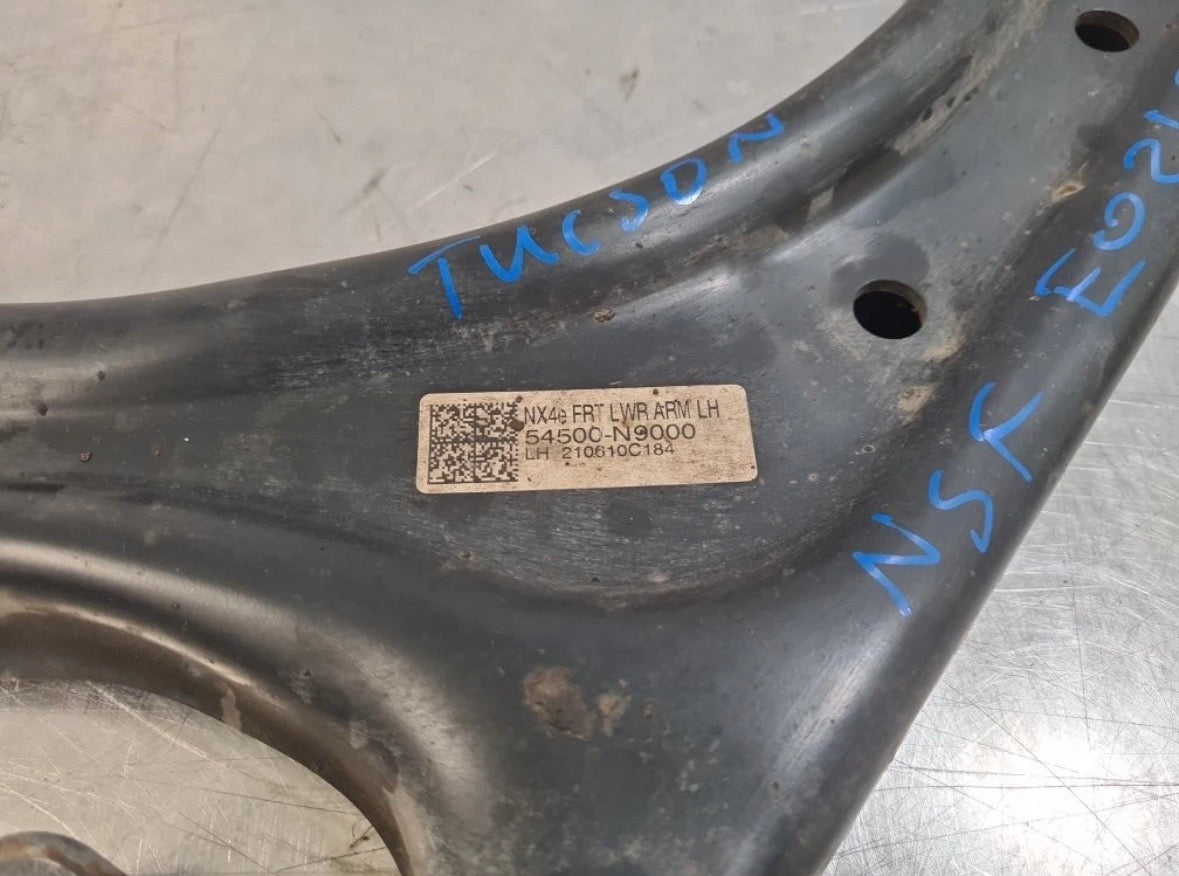 TUCSON
NX4e FRT LWR ARM LH
54500-N9000
LH 210610C184
NSF